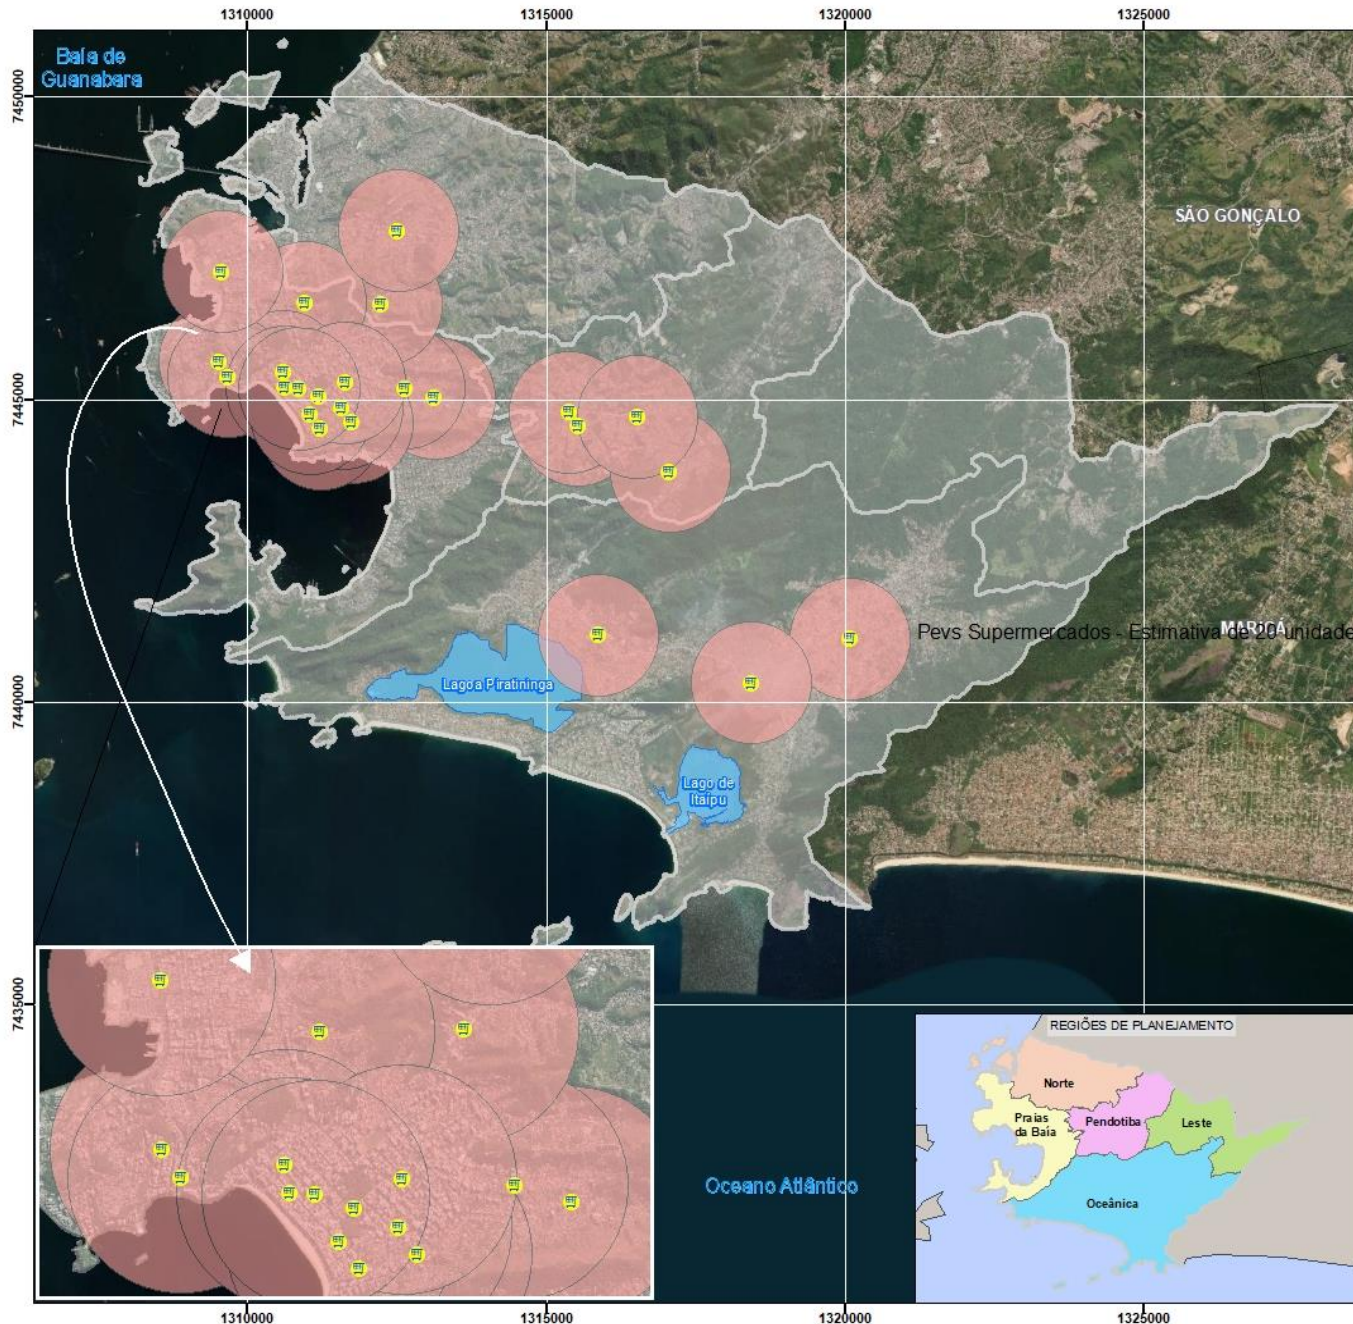 1310000
1315000
1320000
1325000
Baía de
Guanabara
7450000
SÃO GONÇALO
7445000
Pevs Supermercados - Estimativa de 20 unidade
MARICÁ
Lagoa Piratininga
7440000
Lago de
Itaipu
7435000
REGIÕES DE PLANEJAMENTO
Norte
Praias
da Baía
Pendotiba
Leste
Oceânica
Oceano Atlântico
1310000
1315000
1320000
1325000